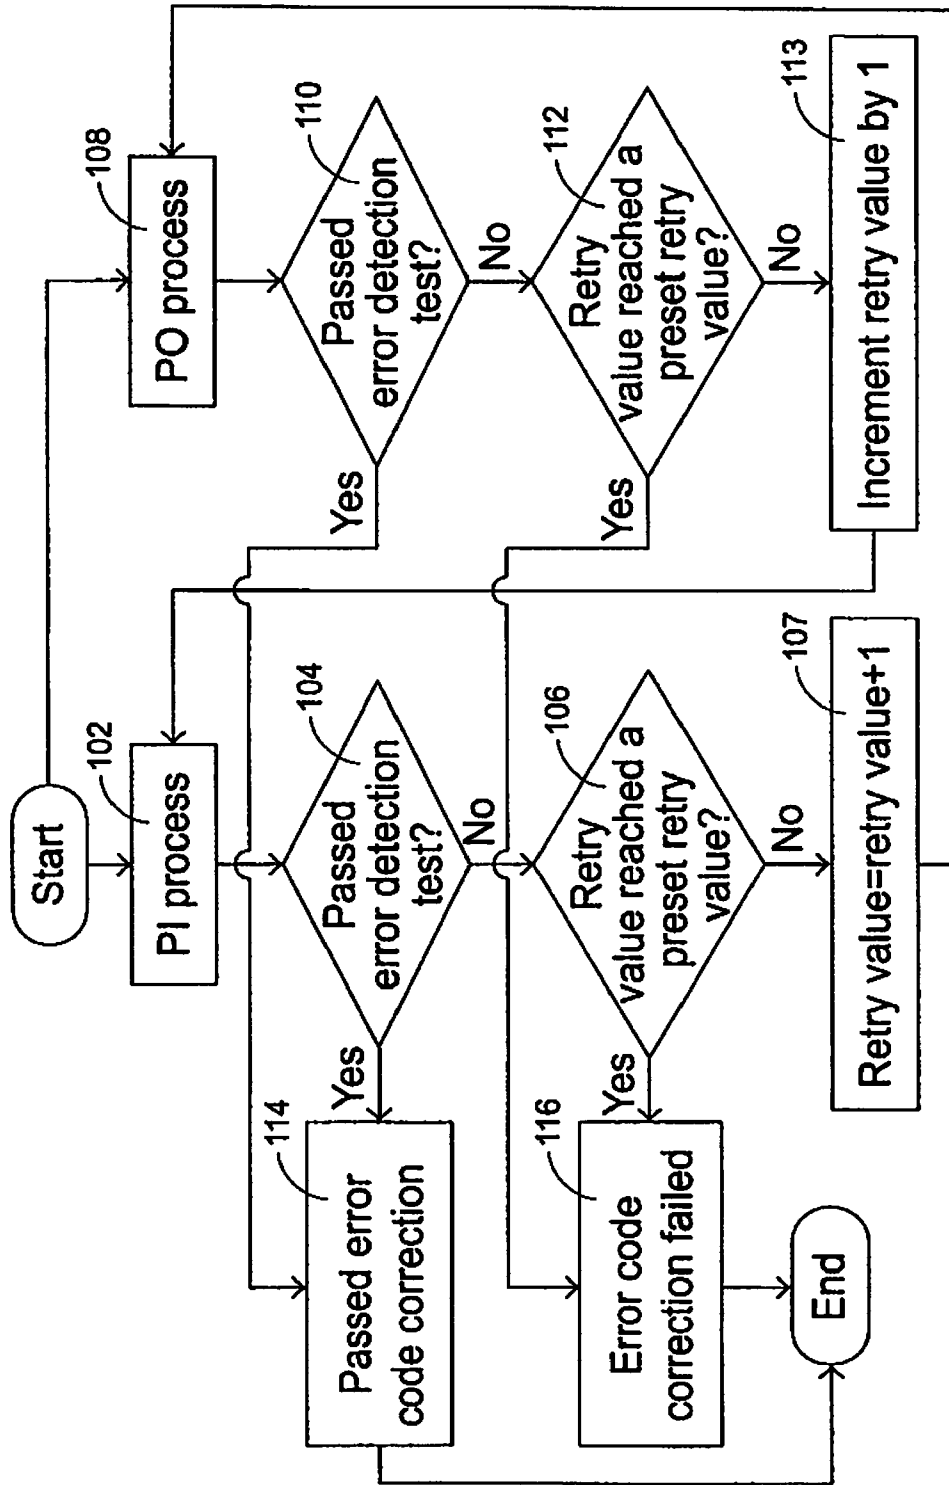 Start
102
PI process
108
PO process
104
Passed
error detection
test?
Yes
No
110
Passed
error detection
test?
Yes
No
114
Passed error
code correction
106
Retry
value reached a
preset retry
value?
Yes
No
112
Retry
value reached a
preset retry
value?
Yes
No
116
Error code
correction failed
107
Retry value=retry value+1
113
Increment retry value by 1
End